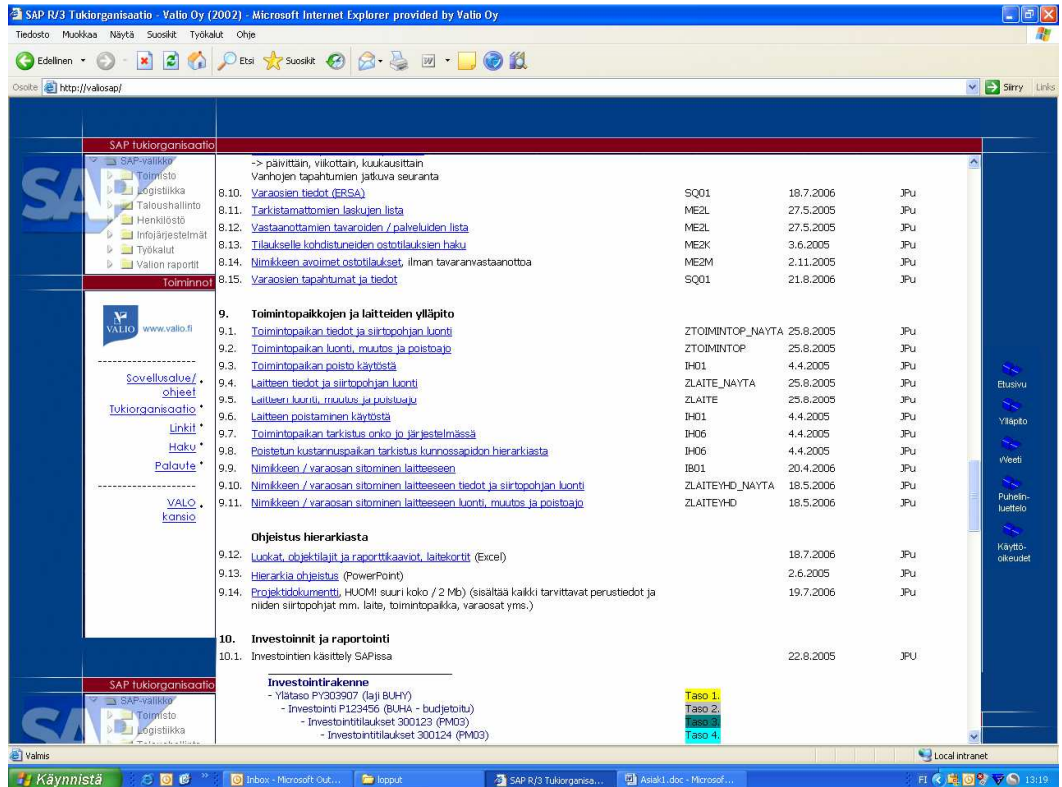 SAP R/3 Tukiorganisaatio - Valio Oy (2002) - Microsoft Internet Explorer provided by Valio Oy
Tiedosto Muokkaa Näytä Suosikit Työkalut Ohje
Edellinen Etsi Suosikit
Osoite http://valiosap/ Siirry Links
SAP tukiorganisaatio
SAP
SAP-valikko
Toimisto
Logistiikka
Taloushallinto
Henkilöstö
Infojärjestelmät
Työkalut
Valion raportit
Toiminnot
VALIO www.valio.fi
--------------------
Sovellusalue/
ohjeet
Tukiorganisaatio
Linkit
Haku
Palaute
--------------------
VALO
kansio
SAP tukiorganisaatio
SAP
SAP-valikko
Toimisto
Logistiikka
Taloushallinto
-> päivittäin, viikottain, kuukausittain
Vanhojen tapahtumien jatkuva seuranta
8.10. Varaosien tiedot (ERSA) SQ01 18.7.2006 JPu
8.11. Tarkistamattomien laskujen lista ME2L 27.5.2005 JPu
8.12. Vastaanottamien tavaroiden / palveluiden lista ME2L 27.5.2005 JPu
8.13. Tilaukselle kohdistuneiden ostotilauksien haku ME2K 3.6.2005 JPu
8.14. Nimikkeen avoimet ostotilaukset, ilman tavaranvastaanottoa ME2M 2.11.2005 JPu
8.15. Varaosien tapahtumat ja tiedot SQ01 21.8.2006 JPu
9. Toimintopaikkojen ja laitteiden ylläpito
9.1. Toimintopaikan tiedot ja siirtopohjan luonti ZTOIMINTOP_NAYTA 25.8.2005 JPu
9.2. Toimintopaikan luonti, muutos ja poistoajo ZTOIMINTOP 25.8.2005 JPu
9.3. Toimintopaikan poisto käytöstä IH01 4.4.2005 JPu
9.4. Laitteen tiedot ja siirtopohjan luonti ZLAITE_NAYTA 25.8.2005 JPu
9.5. Laitteen luonti, muutos ja poistoajo ZLAITE 25.8.2005 JPu
9.6. Laitteen poistaminen käytöstä IH01 4.4.2005 JPu
9.7. Toimintopaikan tarkistus onko jo järjestelmässä IH06 4.4.2005 JPu
9.8. Poistetun kustannuspaikan tarkistus kunnossapidon hierarkiasta IH06 4.4.2005 JPu
9.9. Nimikkeen / varaosan sitominen laitteeseen IB01 20.4.2006 JPu
9.10. Nimikkeen / varaosan sitominen laitteeseen tiedot ja siirtopohjan luonti ZLAITEYHD_NAYTA 18.5.2006 JPu
9.11. Nimikkeen / varaosan sitominen laitteeseen luonti, muutos ja poistoajo ZLAITEYHD 18.5.2006 JPu
Ohjeistus hierarkiasta
9.12. Luokat, objektilajit ja raporttikaaviot, laitekortit (Excel) 18.7.2006 JPu
9.13. Hierarkia ohjeistus (PowerPoint) 2.6.2005 JPu
9.14. Projektidokumentti, HUOM! suuri koko / 2 Mb) (sisältää kaikki tarvittavat perustiedot ja 19.7.2006 JPu
niiden siirtopohjat mm. laite, toimintopaikka, varaosat yms.)
10. Investoinnit ja raportointi
10.1. Investointien käsittely SAPissa 22.8.2005 JPU
Investointirakenne
- Ylätaso PY303907 (laji BUHY) Taso 1.
- Investointi P123456 (BUHA - budjetoitu) Taso 2.
- Investointitilaukset 300123 (PM03) Taso 3.
- Investointitilaukset 300124 (PM03) Taso 4.
Etusivu
Ylläpito
iWeeti
Puhelin-
luettelo
Käyttö-
oikeudet
Valmis Local intranet
Käynnistä Inbox - Microsoft Out... lopput SAP R/3 Tukiorganisa... Asiak1.doc - Microsof... FI 13:19